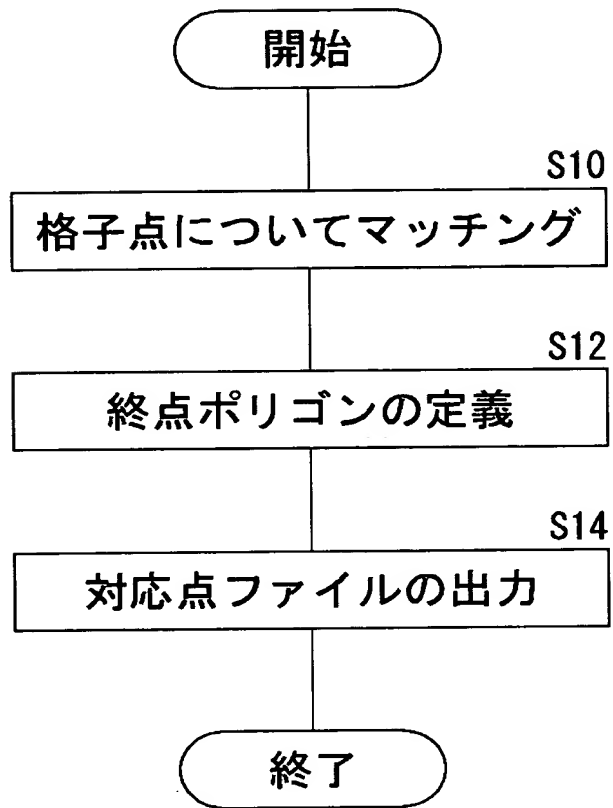 開始
S10
格子点についてマッチング
S12
終点ポリゴンの定義
S14
対応点ファイルの出力
終了